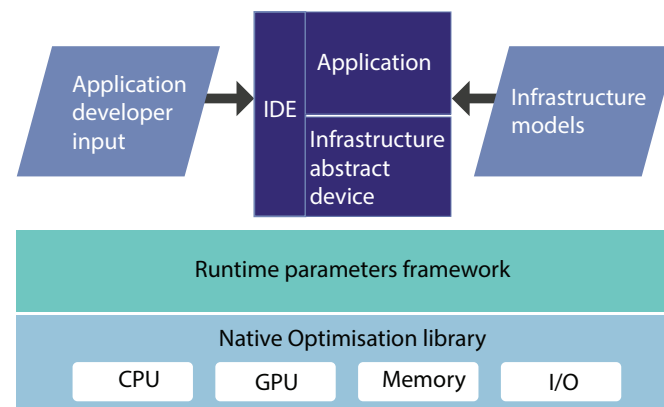 Application
developer
input
IDE
Application
Infrastructure
abstract
device
Infrastructure
models
Runtime parameters framework
Native Optimisation library
CPU
GPU
Memory
I/O